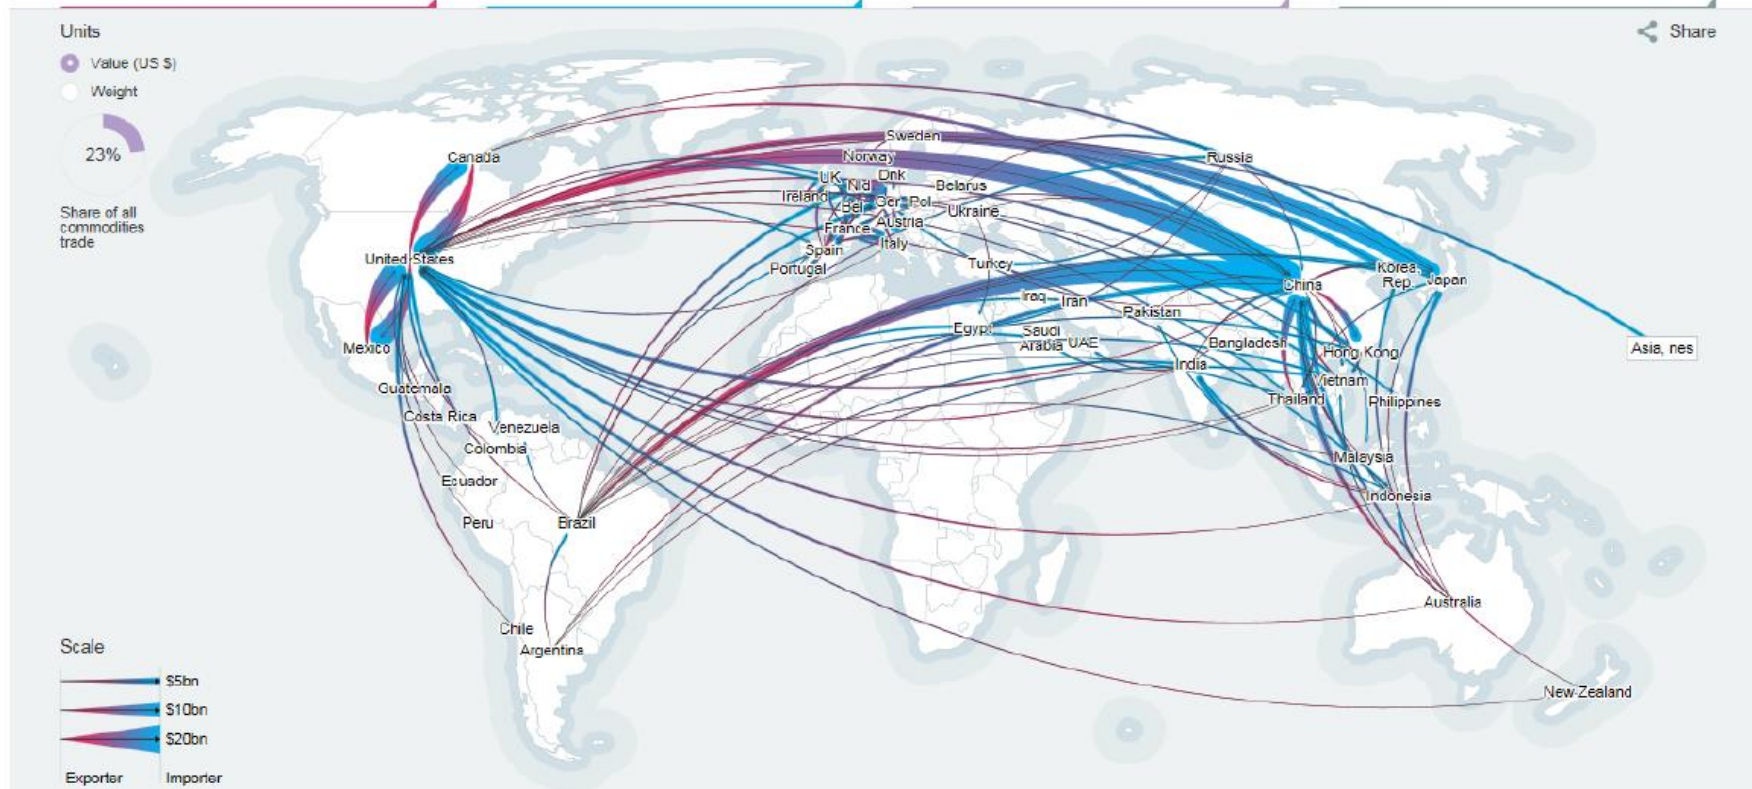 Units
Share
Value (US $)
Weight
23%
Share of all
commodities
trade
Canada
Sweden
Norway
Russia
UK
Nld
Dnk
Belarus
Ireland
Bel
Ger
Pol
Ukraine
Austria
France
Italy
Spain
Portugal
United States
Turkey
Korea,
Rep.
Japan
China
Iraq
Iran
Pakistan
Egypt
Saudi
Arabia
UAE
Bangladesh
Hong Kong
Asia, nes
Mexico
India
Vietnam
Guatemala
Thailand
Philippines
Costa Rica
Venezuela
Colombia
Malaysia
Ecuador
Indonesia
Peru
Brazil
Australia
Chile
Argentina
New Zealand
Scale
$5bn
$10bn
$20bn
Exporter
Importer